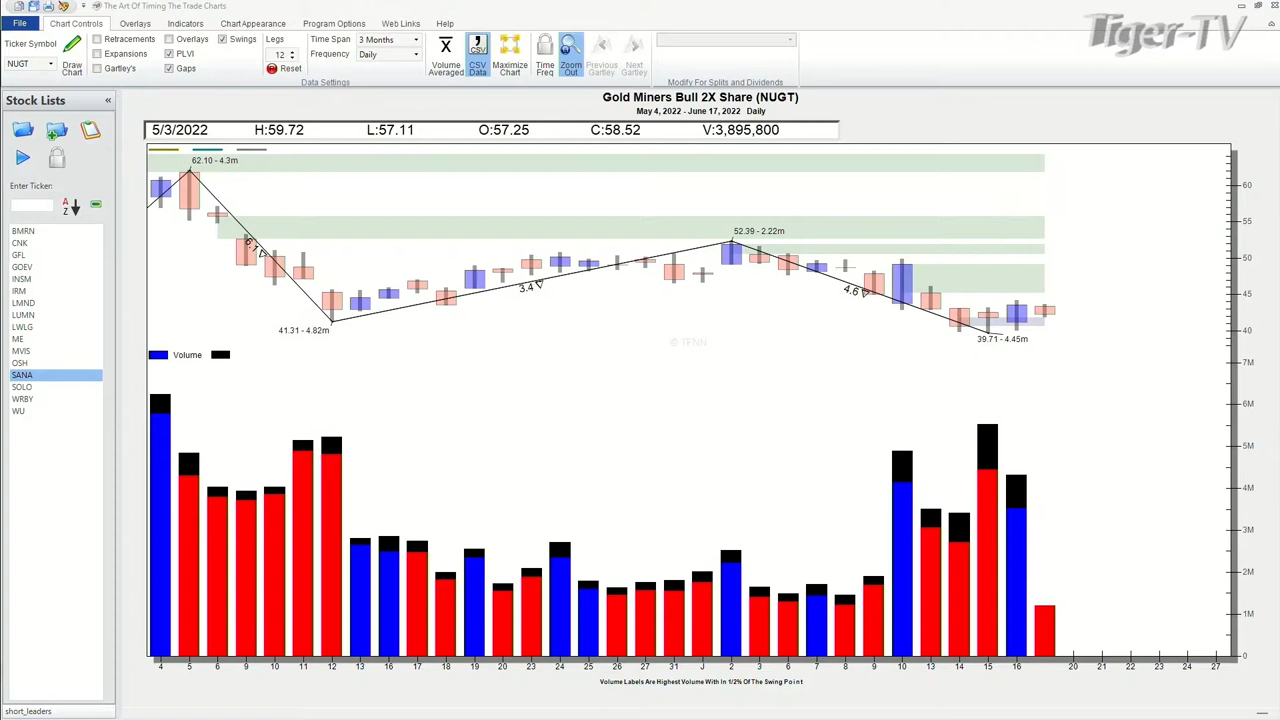 The Art Of Timing The Trade Charts
File Chart Controls Overlays Indicators Chart Appearance Program Options Web Links Help
Tiger-TV
Ticker Symbol
NUGT
Draw
Chart
Retracements Overlays Swings
Expansions PLVI
Gartley's Gaps
Legs
12
Reset
Time Span 3 Months
Frequency Daily
Data Settings
Volume
Averaged
CSV
CSV
Data
Maximize
Chart
Time
Freq
Zoom
Out
Previous
Gartley
Next
Gartley
Modify For Splits and Dividends
Stock Lists «
Enter Ticker:
A
Z
BMRN
CNK
GFL
GOEV
INSM
IRM
LMND
LUMN
LWLG
ME
MVIS
OSH
SANA
SOLO
WRBY
WU
short_leaders
Gold Miners Bull 2X Share (NUGT)
May 4, 2022 - June 17, 2022 Daily
5/3/2022 H:59.72 L:57.11 O:57.25 C:58.52 V:3,895,800
62.10 - 4.3m
52.39 - 2.22m
6.1
3.4
4.6
41.31 - 4.82m
39.71 - 4.45m
© TFNN
Volume
60
55
50
45
40
7M
6M
5M
4M
3M
2M
1M
0
4 5 6 9 10 11 12 13 16 17 18 19 20 23 24 25 26 27 31 J 2 3 6 7 8 9 10 13 14 15 16 20 21 22 23 24 27
Volume Labels Are Highest Volume With In 1/2% Of The Swing Point